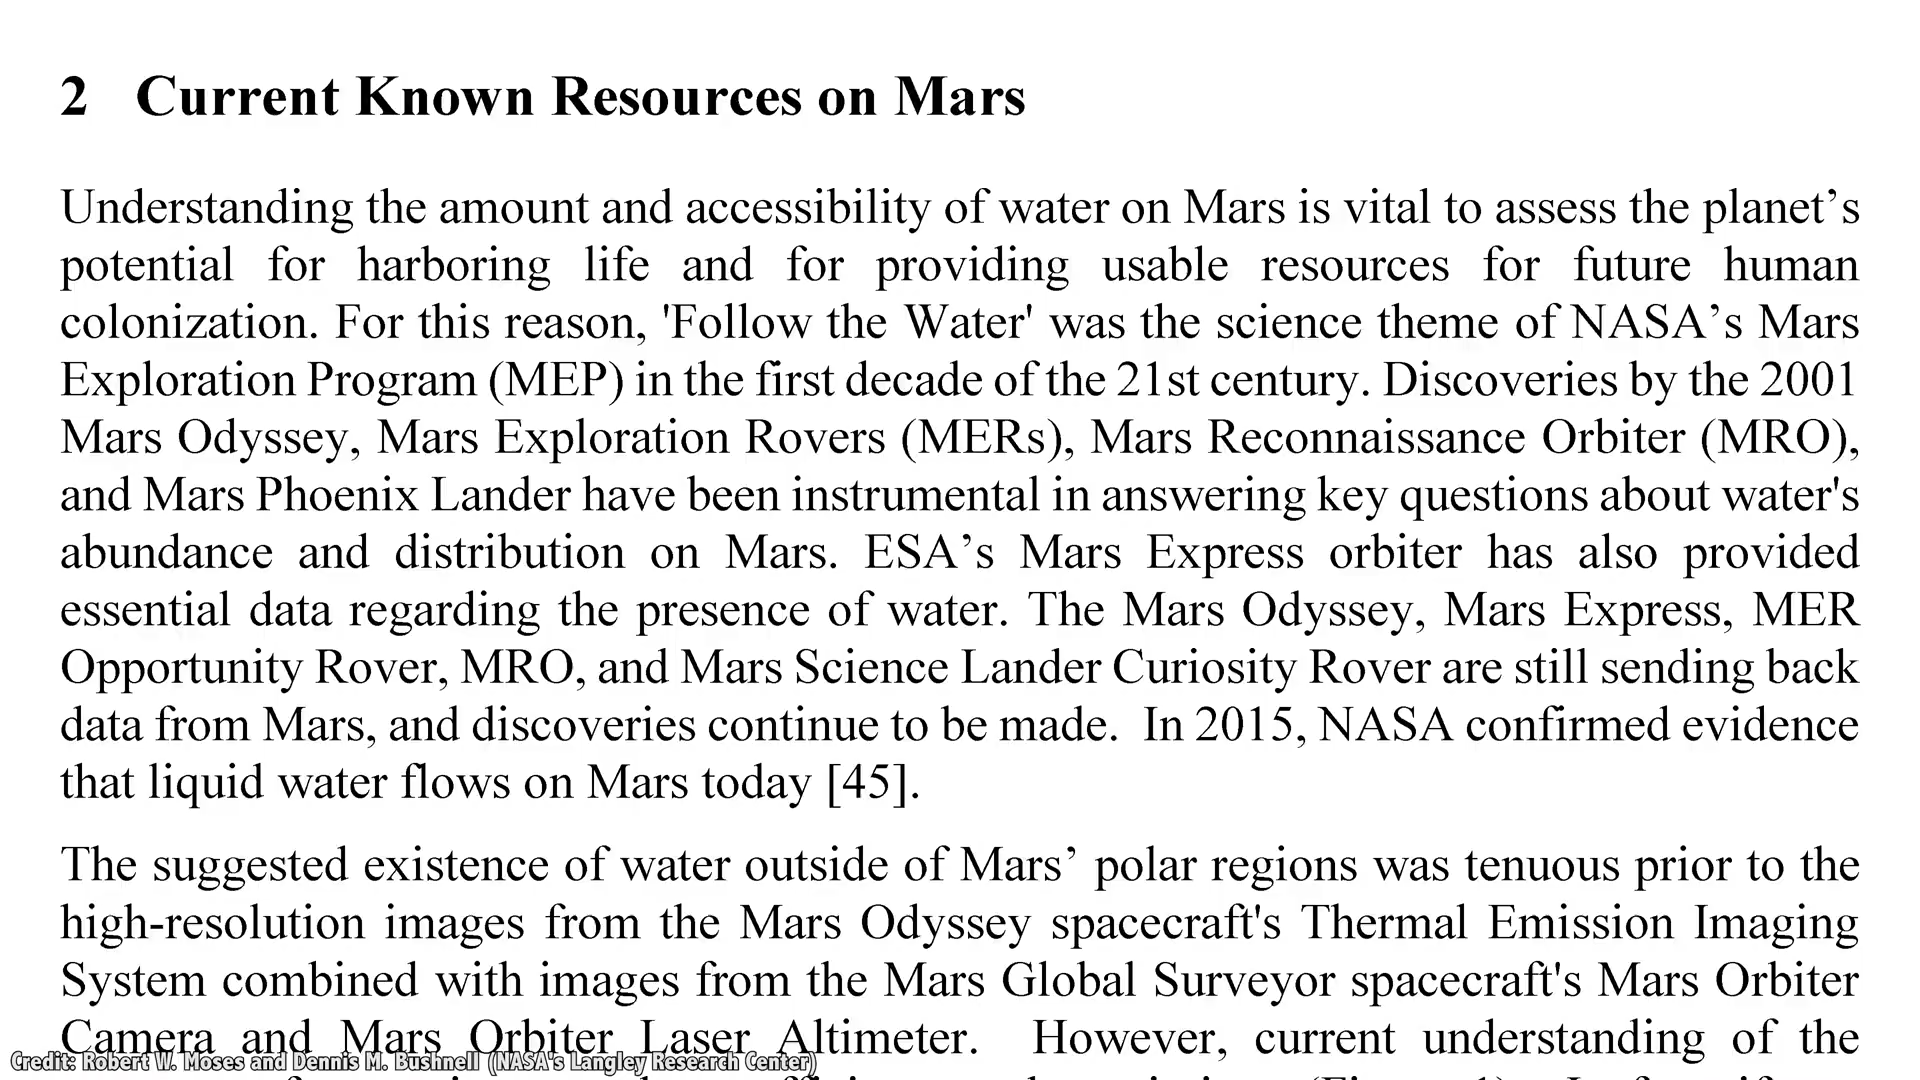 2 Current Known Resources on Mars
Understanding the amount and accessibility of water on Mars is vital to assess the planet’s
potential for harboring life and for providing usable resources for future human
colonization. For this reason, 'Follow the Water' was the science theme of NASA’s Mars
Exploration Program (MEP) in the first decade of the 21st century. Discoveries by the 2001
Mars Odyssey, Mars Exploration Rovers (MERs), Mars Reconnaissance Orbiter (MRO),
and Mars Phoenix Lander have been instrumental in answering key questions about water's
abundance and distribution on Mars. ESA’s Mars Express orbiter has also provided
essential data regarding the presence of water. The Mars Odyssey, Mars Express, MER
Opportunity Rover, MRO, and Mars Science Lander Curiosity Rover are still sending back
data from Mars, and discoveries continue to be made. In 2015, NASA confirmed evidence
that liquid water flows on Mars today [45].
The suggested existence of water outside of Mars’ polar regions was tenuous prior to the
high-resolution images from the Mars Odyssey spacecraft's Thermal Emission Imaging
System combined with images from the Mars Global Surveyor spacecraft's Mars Orbiter
Camera and Mars Orbiter Laser Altimeter. However, current understanding of the
Credit: Robert W. Moses and Dennis M. Bushnell (NASA's Langley Research Center)